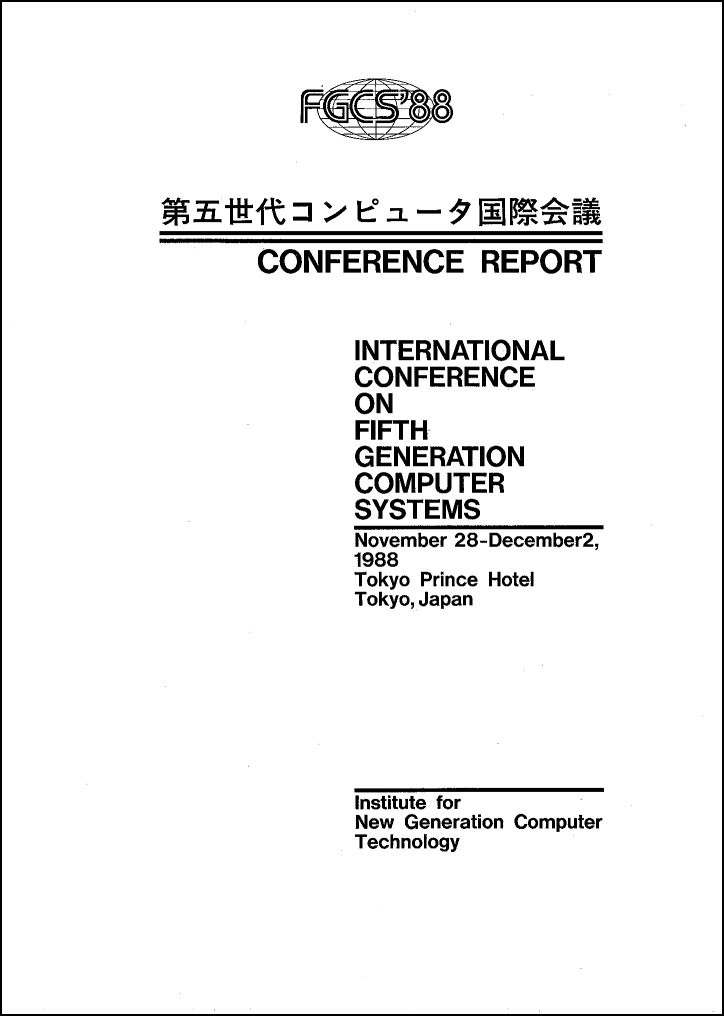 FGCS'88
第五世代コンピュータ国際会議
CONFERENCE REPORT
INTERNATIONAL
CONFERENCE
ON
FIFTH
GENERATION
COMPUTER
SYSTEMS
November 28-December2,
1988
Tokyo Prince Hotel
Tokyo, Japan
Institute for
New Generation Computer
Technology